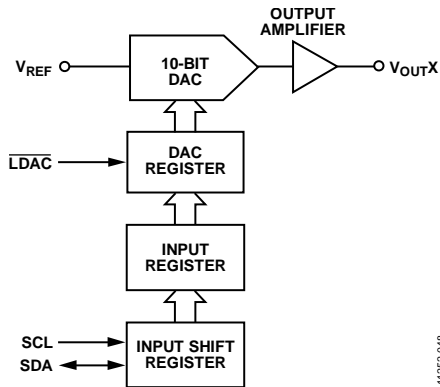 OUTPUT
AMPLIFIER
VREF
10-BIT
DAC
VOUTX
LDAC
DAC
REGISTER
INPUT
REGISTER
SCL
SDA
INPUT SHIFT
REGISTER